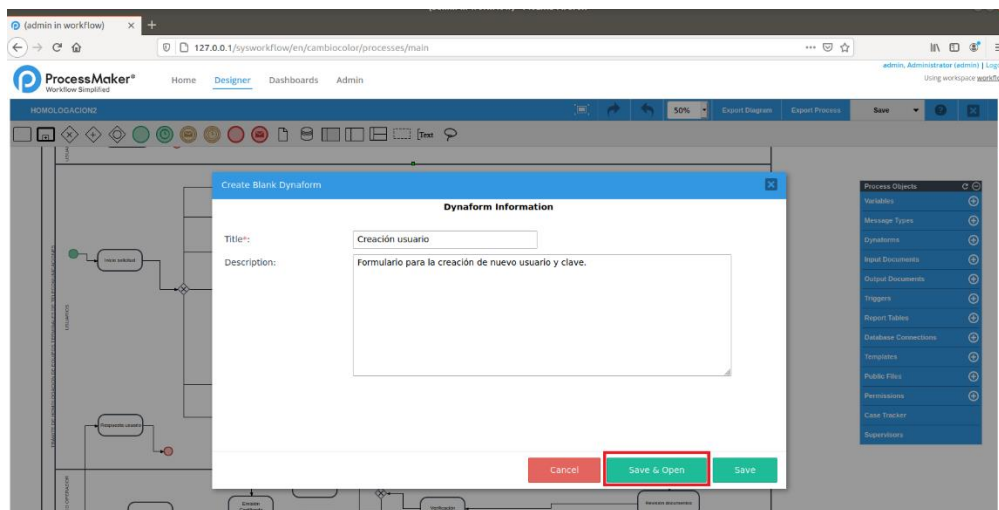 (admin in workflow)
127.0.0.1/sysworkflow/en/cambiocolor/processes/main
admin, Administrator (admin) |
ProcessMaker®
Workflow Simplified
Home Designer Dashboards Admin
Using workspace
HOMOLOGACION2
50% Export Diagram Export Process Save
Text
Create Blank Dynaform
Dynaform Information
Title*: Creación usuario
Description: Formulario para la creación de nuevo usuario y clave.
Cancel Save & Open Save
Process Objects
Variables
Message Types
Dynaforms
Input Documents
Output Documents
Triggers
Report Tables
Database Connections
Templates
Public Files
Permissions
Case Tracker
Supervisors
Inicio solicitud
USUARIO
Respuesta usuario
Verificación